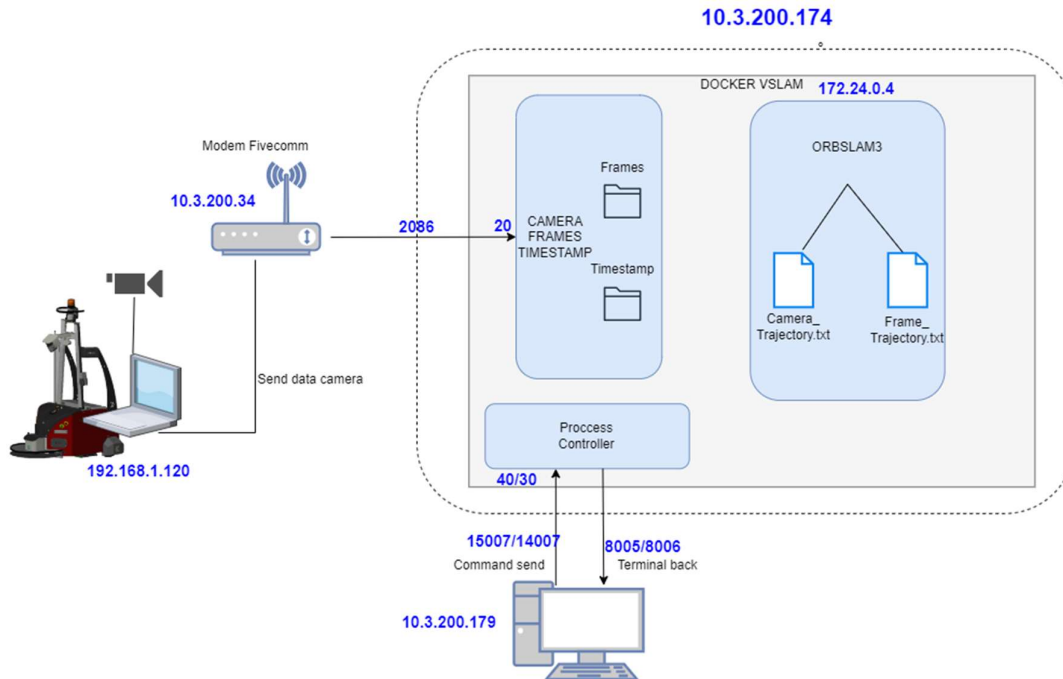 10.3.200.174
DOCKER VSLAM
172.24.0.4
Modem Fivecomm
10.3.200.34
ORBSLAM3
Frames
2086
20
CAMERA
FRAMES
TIMESTAMP
Timestamp
Camera_
Trajectory.txt
Frame_
Trajectory.txt
Send data camera
192.168.1.120
Proccess
Controller
40/30
15007/14007
8005/8006
Command send
Terminal back
10.3.200.179